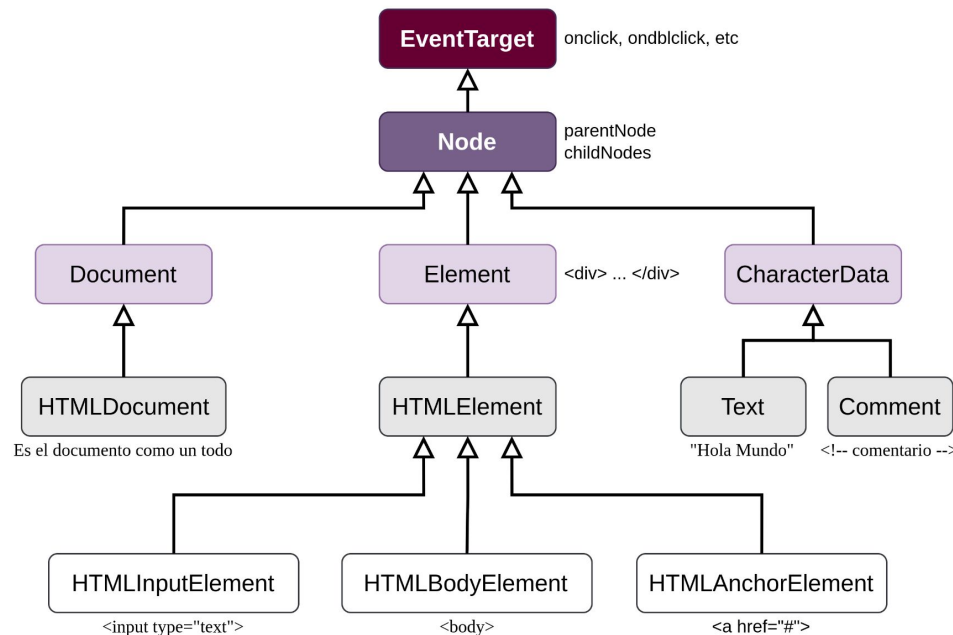 EventTarget
onclick, ondblclick, etc
Node
parentNode
childNodes
Document
Element
<div> ... </div>
CharacterData
HTMLDocument
HTMLElement
Text
Comment
Es el documento como un todo
"Hola Mundo"
<!-- comentario -->
HTMLInputElement
HTMLBodyElement
HTMLAnchorElement
<input type="text">
<body>
<a href="#">